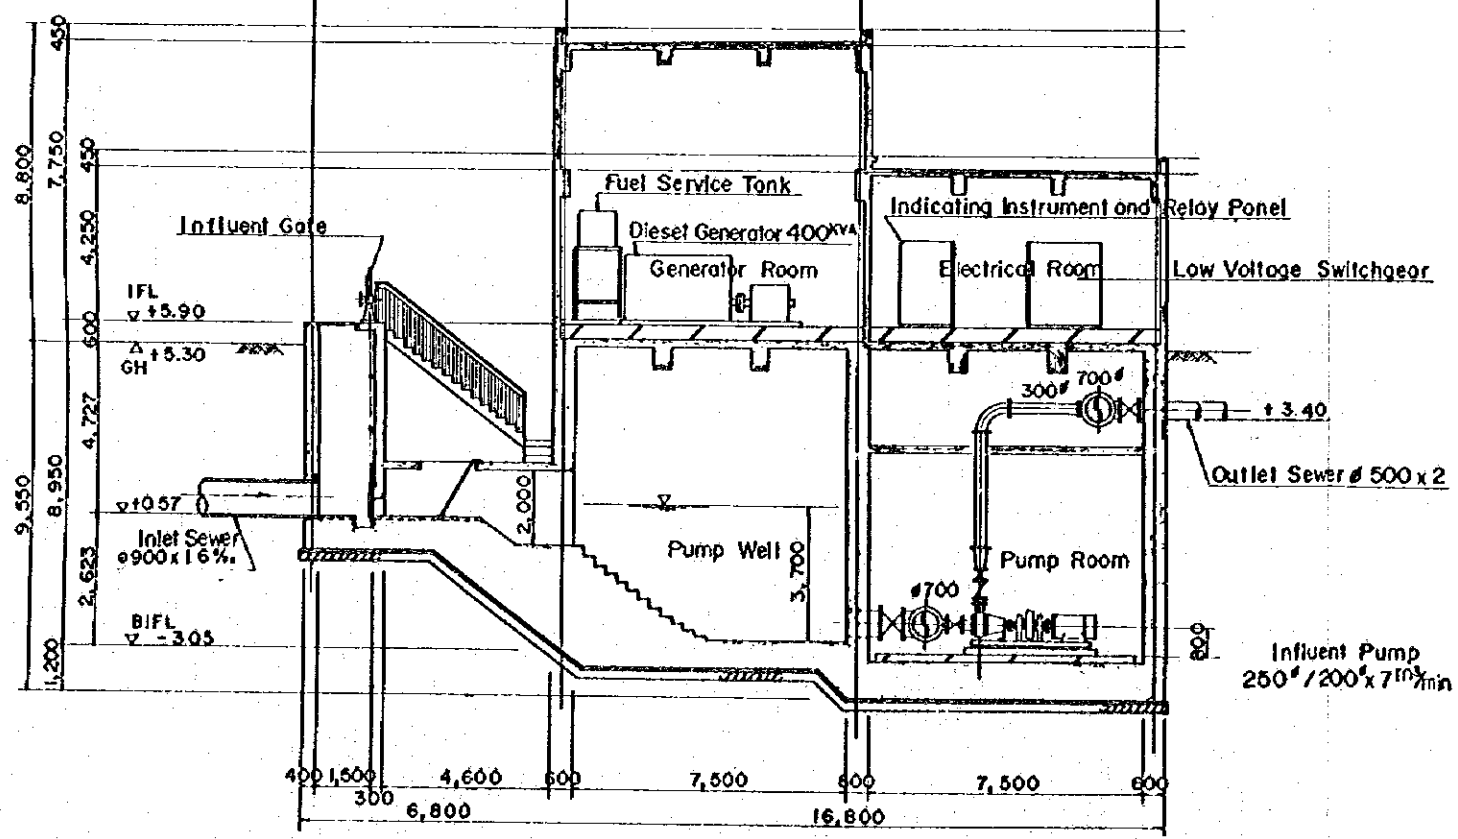 450
8,800
7,750
450
4,250
Fuel Service Tank
Indicating Instrument and Relay Panel
Influent Gate
Diesel Generator 400KVA
Generator Room
Electrical Room
Low Voltage Switchgear
IFL
▽ +5.90
600
△ +5.30
GH
700ø
300ø
+3.40
4,727
Outlet Sewer ø 500 x 2
9,550
8,950
▽+0.57
2,000
Inlet Sewer
ø900 x 1.6‰
Pump Well
3,700
Pump Room
2,623
ø700
BIFL
▽ -3.05
1,200
800
Influent Pump
250ø/200ø x 7m³/min
400 1,500 4,600 600 7,500 800 7,500 600
300
6,800 16,800